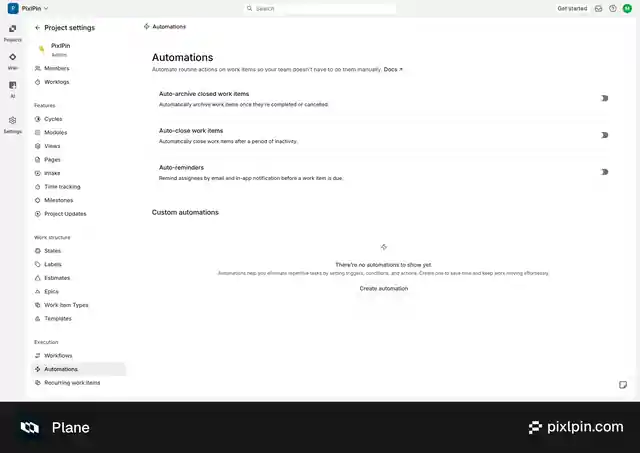 P PixlPin
Search
Get started
M
Projects
Wiki
AI
Settings
Project settings
PixlPin
Admin
Members
Worklogs
Features
Cycles
Modules
Views
Pages
Intake
Time tracking
Milestones
Project Updates
Work structure
States
Labels
Estimates
Epics
Work Item Types
Templates
Execution
Workflows
Automations
Recurring work items
Automations
Automations
Automate routine actions on work items so your team doesn't have to do them manually. Docs ↗
Auto-archive closed work items
Automatically archive work items once they're completed or cancelled.
Auto-close work items
Automatically close work items after a period of inactivity.
Auto-reminders
Remind assignees by email and in-app notification before a work item is due.
Custom automations
There're no automations to show yet.
Automations help you eliminate repetitive tasks by setting triggers, conditions, and actions. Create one to save time and keep work moving effortlessly.
Create automation
Plane
pixlpin.com